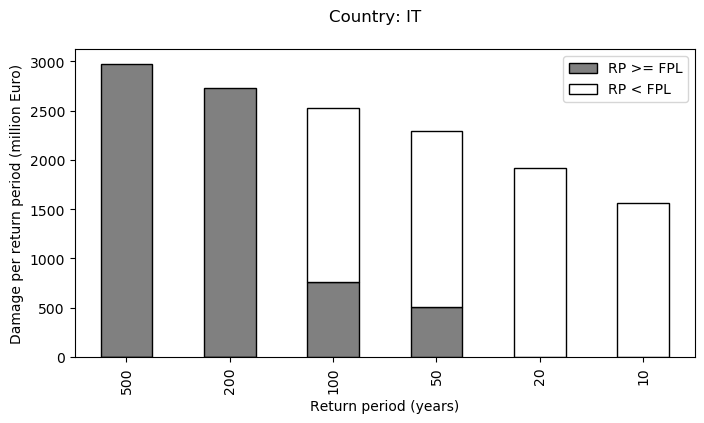 Country: IT
RP >= FPL
RP < FPL
Damage per return period (million Euro)
3000
2500
2000
1500
1000
500
0
500 200 100 50 20 10
Return period (years)